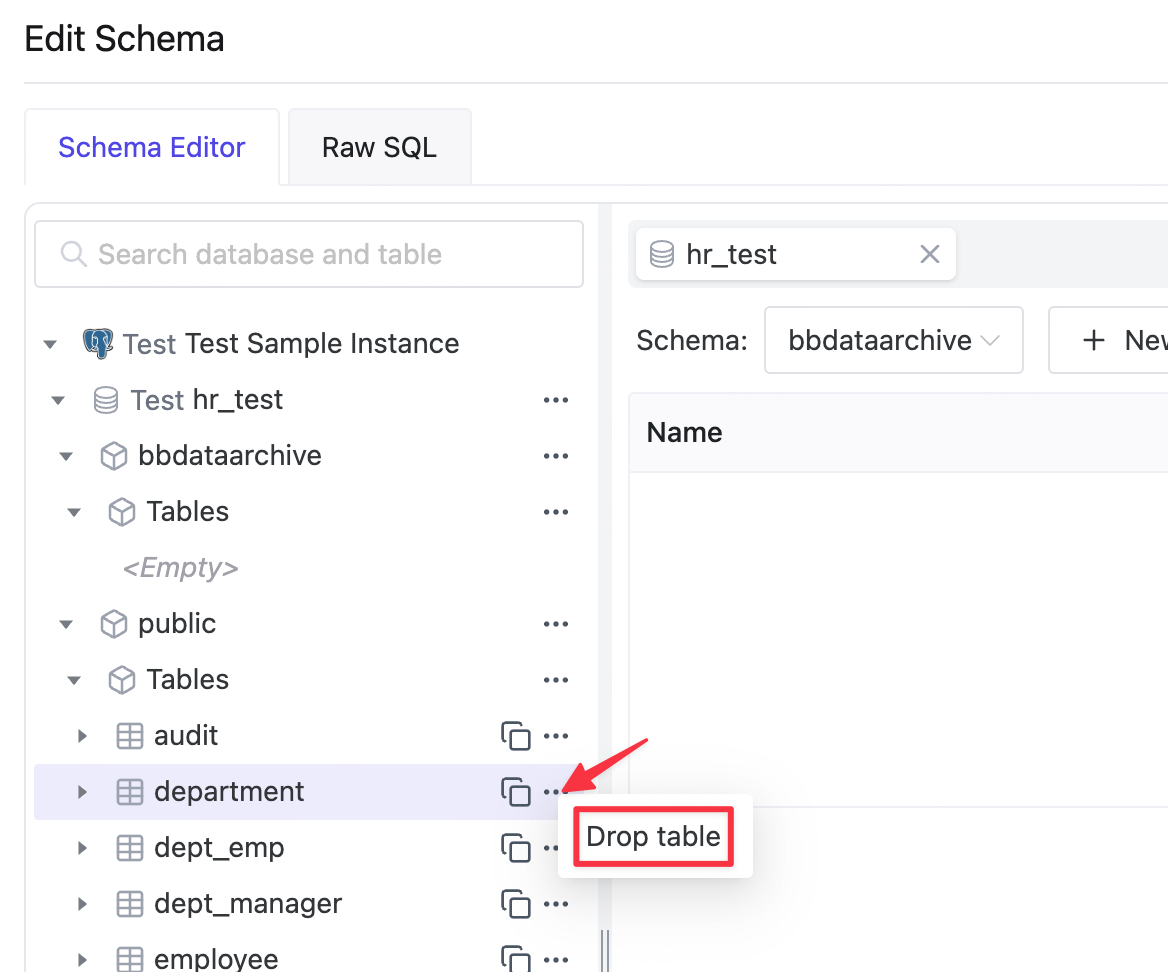 Edit Schema
Schema Editor
Raw SQL
Search database and table
Test Test Sample Instance
Test hr_test
bbdataarchive
Tables
<Empty>
public
Tables
audit
department
dept_emp
dept_manager
employee
Drop table
hr_test
Schema:
bbdataarchive
+ New
Name